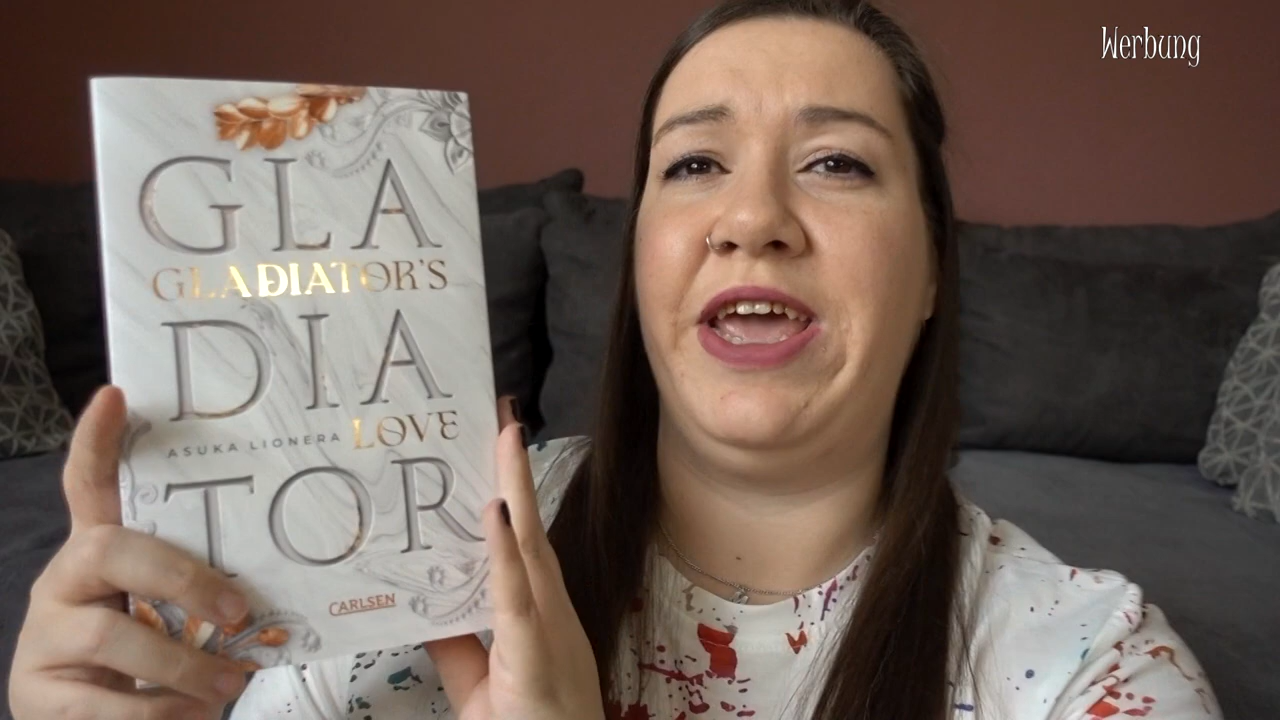 Werbung
GLA
GLADIATOR'S
DIA
ASUKA LIONERA LOVE
TOR
CARLSEN